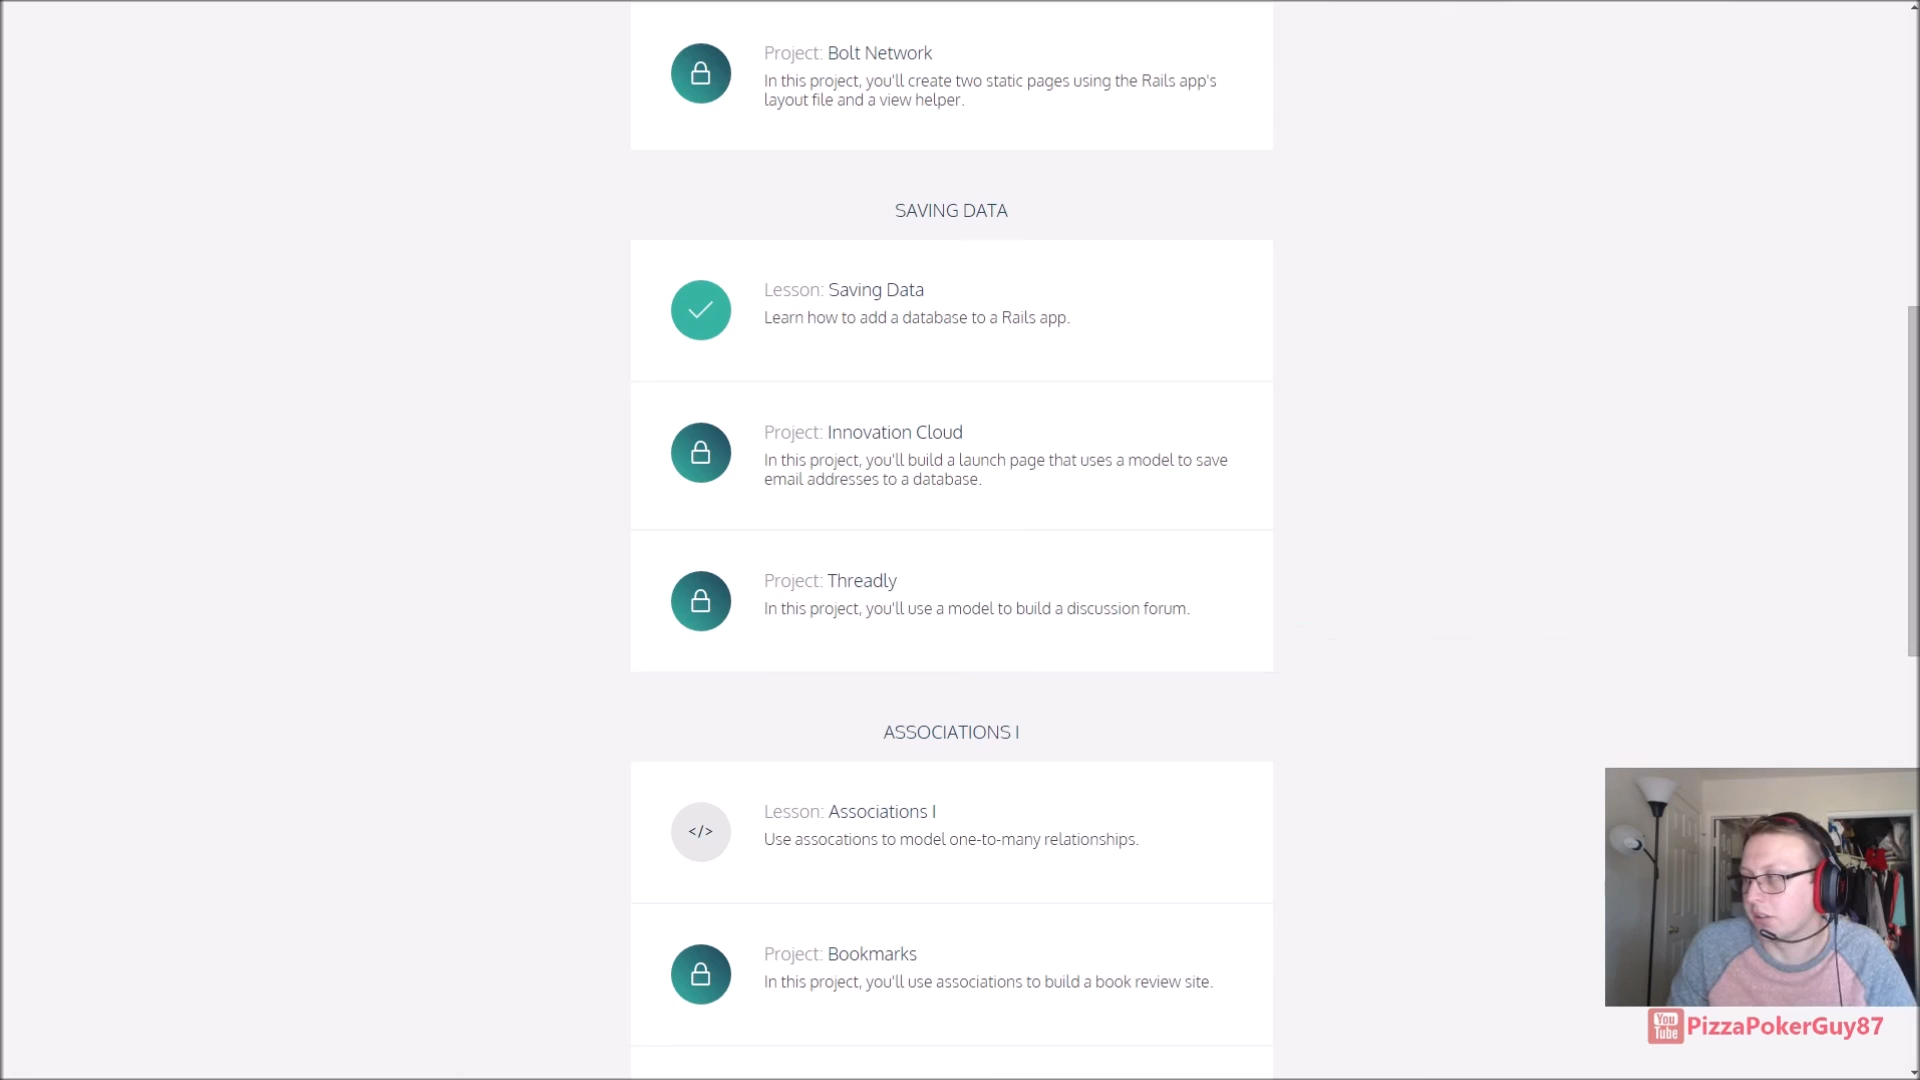 Project: Bolt Network
In this project, you'll create two static pages using the Rails app's
layout file and a view helper.
SAVING DATA
Lesson: Saving Data
Learn how to add a database to a Rails app.
Project: Innovation Cloud
In this project, you'll build a launch page that uses a model to save
email addresses to a database.
Project: Threadly
In this project, you'll use a model to build a discussion forum.
ASSOCIATIONS I
</>
Lesson: Associations I
Use assocations to model one-to-many relationships.
Project: Bookmarks
In this project, you'll use associations to build a book review site.
You
Tube
PizzaPokerGuy87